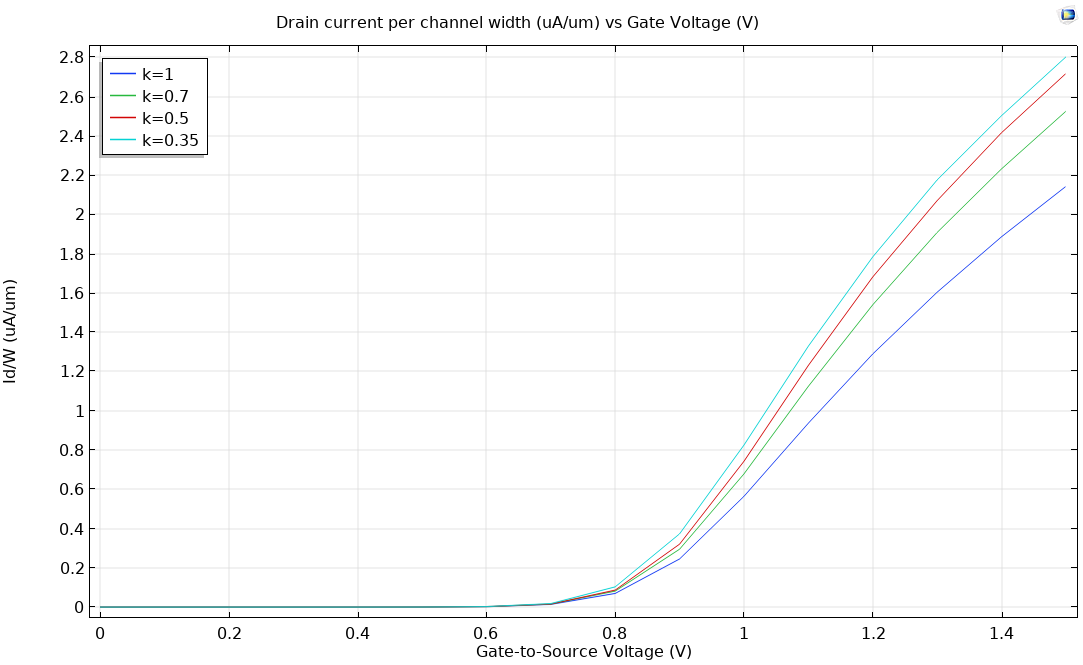 Drain current per channel width (uA/um) vs Gate Voltage (V)
2.8
2.6
2.4
2.2
2
1.8
1.6
1.4
1.2
1
0.8
0.6
0.4
0.2
0
k=1
k=0.7
k=0.5
k=0.35
Id/W (uA/um)
0 0.2 0.4 0.6 0.8 1 1.2 1.4
Gate-to-Source Voltage (V)